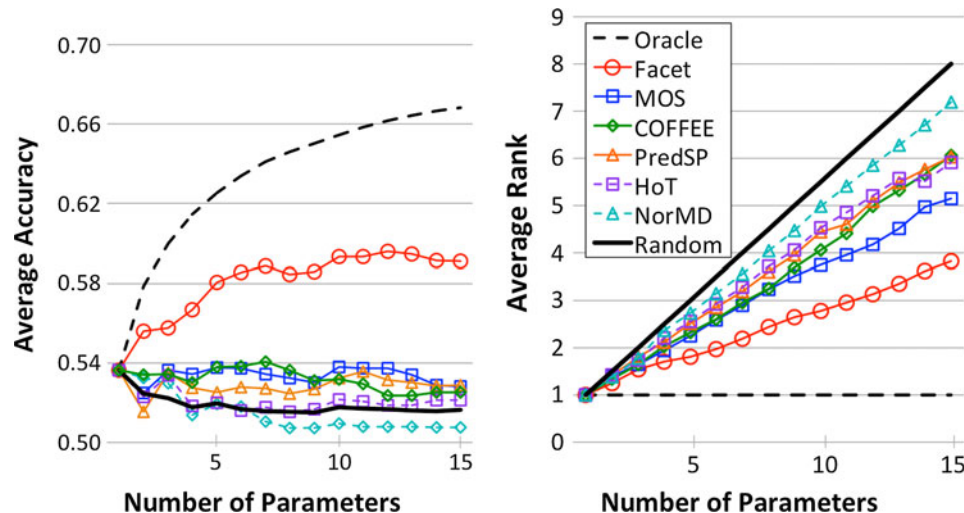 Average Accuracy
0.70
0.66
0.62
0.58
0.54
0.50
5
10
15
Number of Parameters
Average Rank
9
8
7
6
5
4
3
2
1
0
Oracle
Facet
MOS
COFFEE
PredSP
HoT
NorMD
Random
5
10
15
Number of Parameters